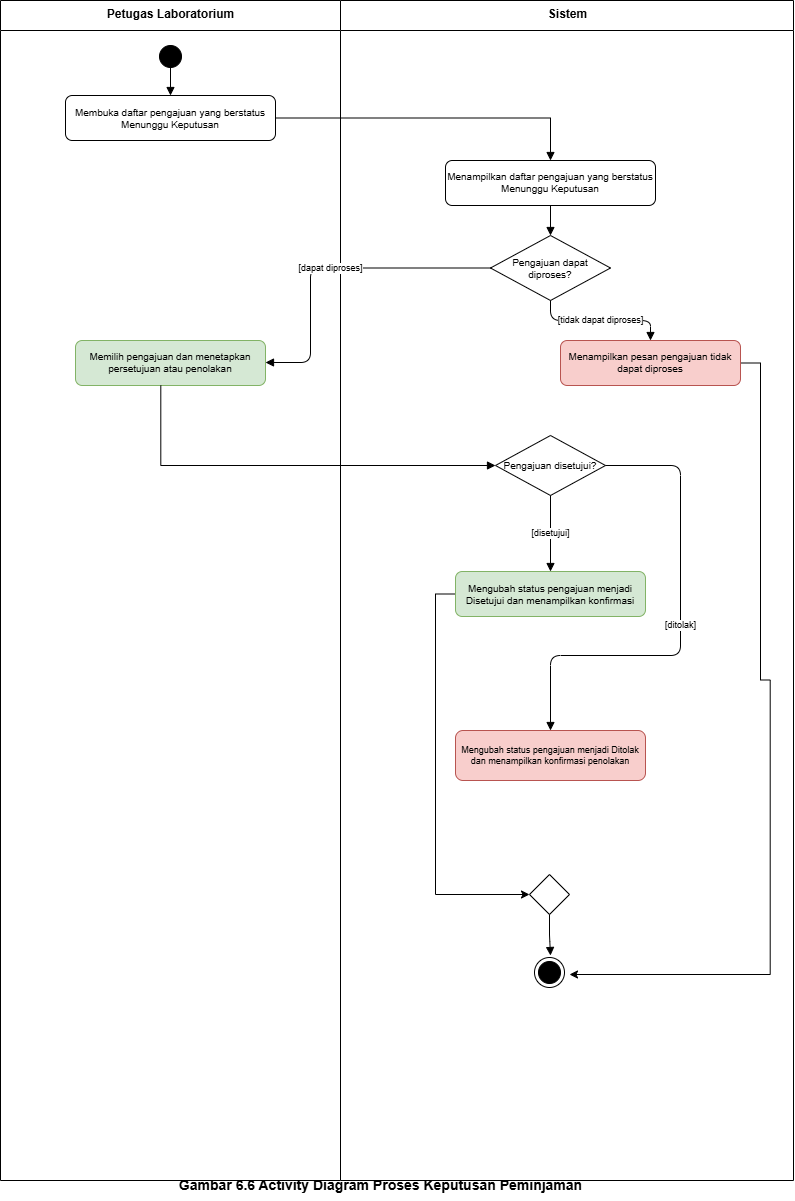 Petugas Laboratorium
Sistem
Membuka daftar pengajuan yang berstatus
Menunggu Keputusan
Menampilkan daftar pengajuan yang berstatus
Menunggu Keputusan
Pengajuan dapat
diproses?
[dapat diproses]
[tidak dapat diproses]
Memilih pengajuan dan menetapkan
persetujuan atau penolakan
Menampilkan pesan pengajuan tidak
dapat diproses
Pengajuan disetujui?
[disetujui]
Mengubah status pengajuan menjadi
Disetujui dan menampilkan konfirmasi
[ditolak]
Mengubah status pengajuan menjadi Ditolak
dan menampilkan konfirmasi penolakan
Gambar 6.6 Activity Diagram Proses Keputusan Peminjaman